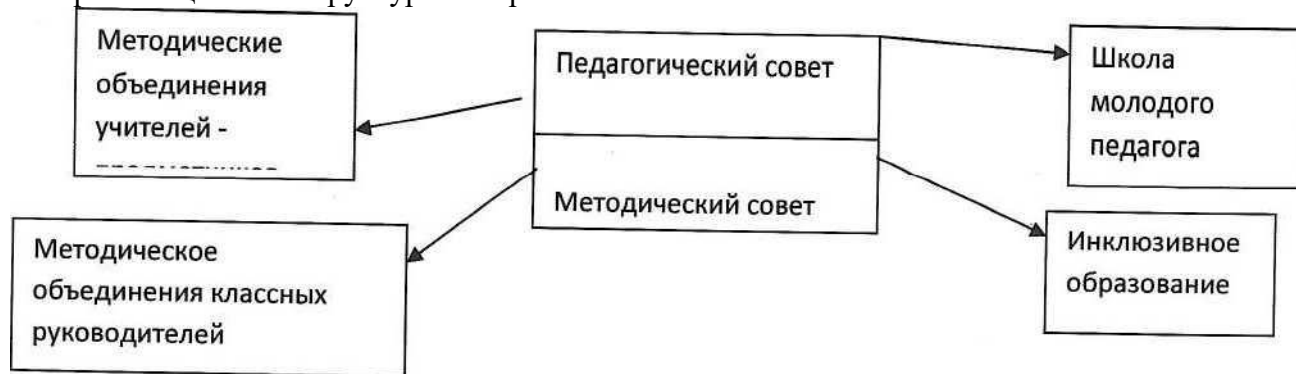 Методические
объединения
учителей -
Педагогический совет
Методический совет
Школа
молодого
педагога
Методическое
объединения классных
руководителей
Инклюзивное
образование